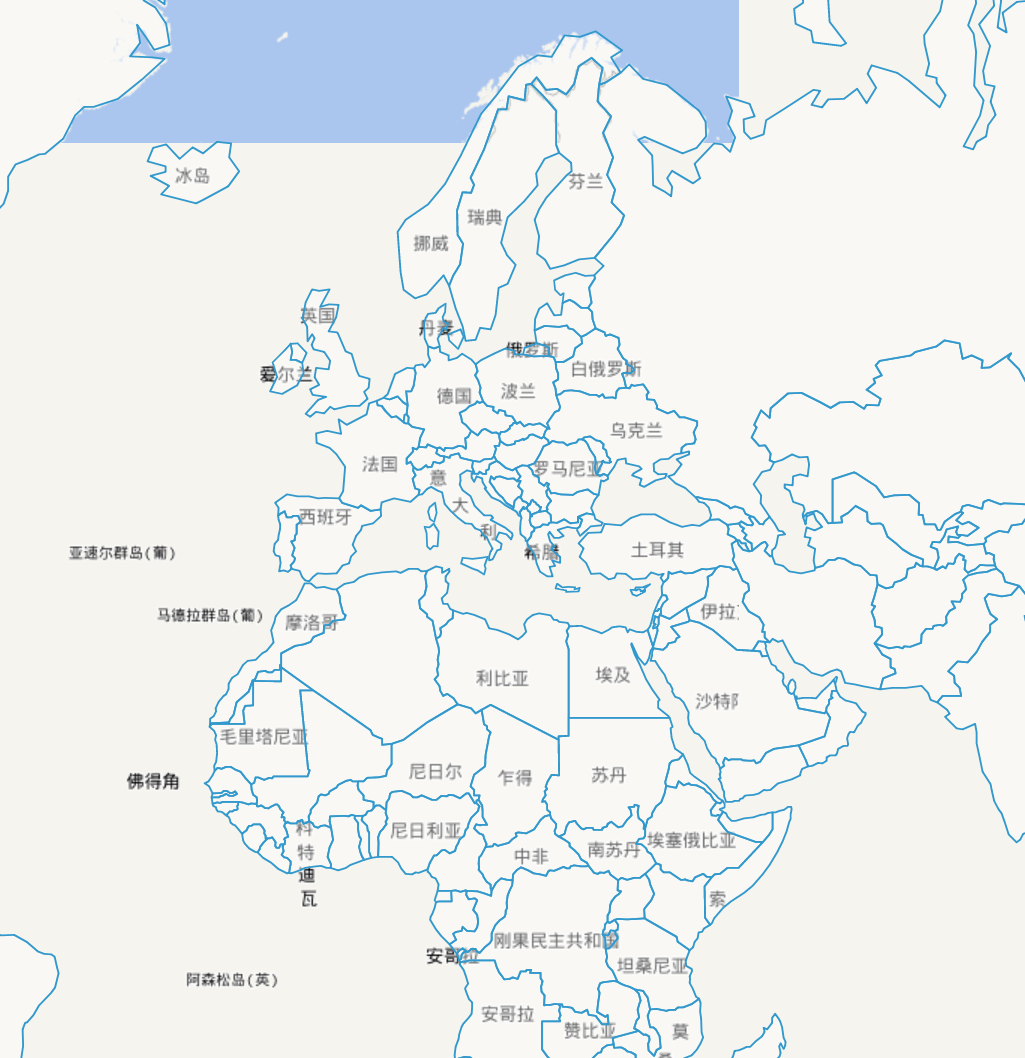 冰岛
芬兰
瑞典
挪威
英国
丹麦
俄罗斯
白俄罗斯
爱尔兰
德国
波兰
乌克兰
法国
罗马尼亚
意
大
利
西班牙
希腊
土耳其
亚速尔群岛(葡)
马德拉群岛(葡)
摩洛哥
伊拉
利比亚
埃及
沙特
毛里塔尼亚
佛得角
尼日尔
乍得
苏丹
尼日利亚
科
特
迪
瓦
中非
南苏丹
埃塞俄比亚
索
刚果民主共和国
安哥拉
坦桑尼亚
阿森松岛(英)
安哥拉
赞比亚
莫
桑